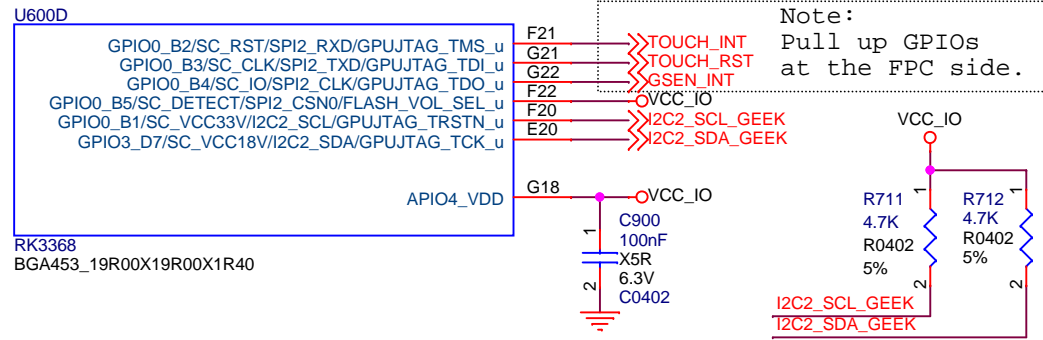 U600D
GPIO0_B2/SC_RST/SPI2_RXD/GPUJTAG_TMS_u
GPIO0_B3/SC_CLK/SPI2_TXD/GPUJTAG_TDI_u
GPIO0_B4/SC_IO/SPI2_CLK/GPUJTAG_TDO_u
GPIO0_B5/SC_DETECT/SPI2_CSN0/FLASH_VOL_SEL_u
GPIO0_B1/SC_VCC33V/I2C2_SCL/GPUJTAG_TRSTN_u
GPIO3_D7/SC_VCC18V/I2C2_SDA/GPUJTAG_TCK_u
APIO4_VDD
RK3368
BGA453_19R00X19R00X1R40
F21
G21
G22
F22
F20
E20
G18
TOUCH_INT
TOUCH_RST
GSEN_INT
VCC_IO
I2C2_SCL_GEEK
I2C2_SDA_GEEK
VCC_IO
1
2
C900
100nF
X5R
6.3V
C0402
Note:
Pull up GPIOs
at the FPC side.
VCC_IO
R711
4.7K
R0402
5%
1
2
R712
4.7K
R0402
5%
1
2
I2C2_SCL_GEEK
I2C2_SDA_GEEK